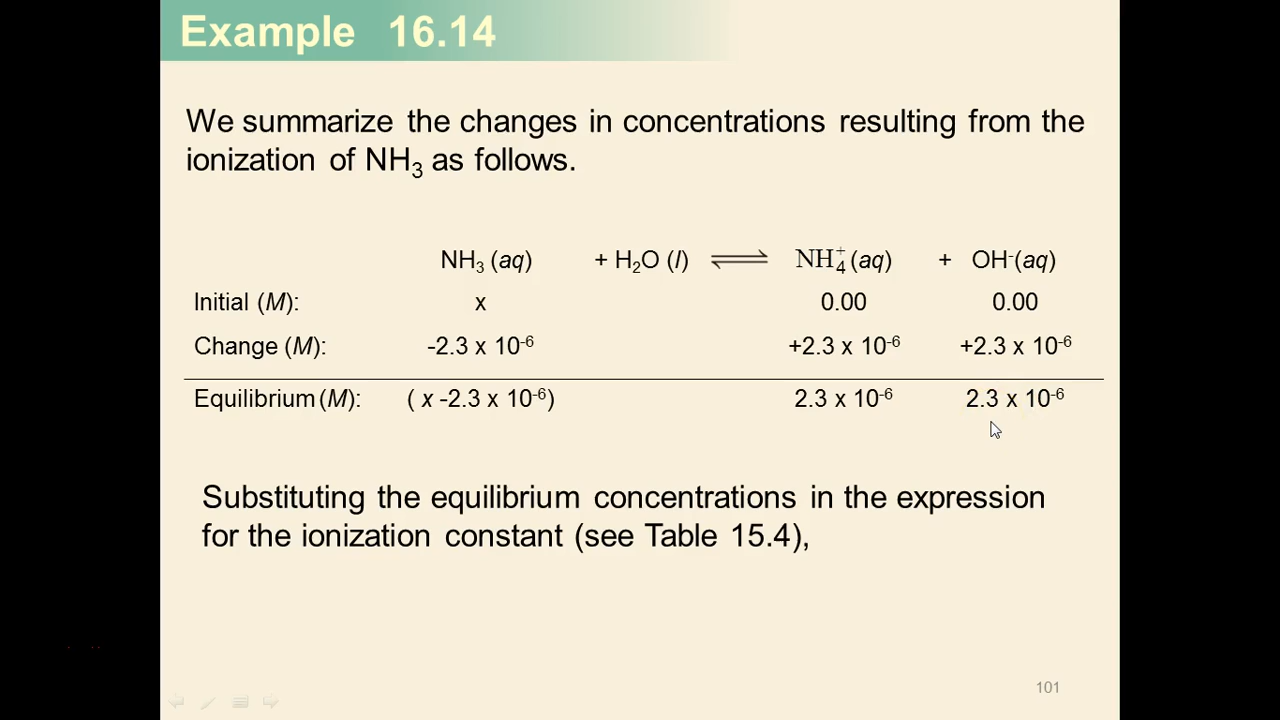 Example 16.14
We summarize the changes in concentrations resulting from the
ionization of NH₃ as follows.
NH₃ (aq) + H₂O (l) ⇌ NH₄⁺ (aq) + OH⁻(aq)
Initial (M): x 0.00 0.00
Change (M): -2.3 x 10⁻⁶ +2.3 x 10⁻⁶ +2.3 x 10⁻⁶
Equilibrium (M): ( x -2.3 x 10⁻⁶) 2.3 x 10⁻⁶ 2.3 x 10⁻⁶
Substituting the equilibrium concentrations in the expression
for the ionization constant (see Table 15.4),
101